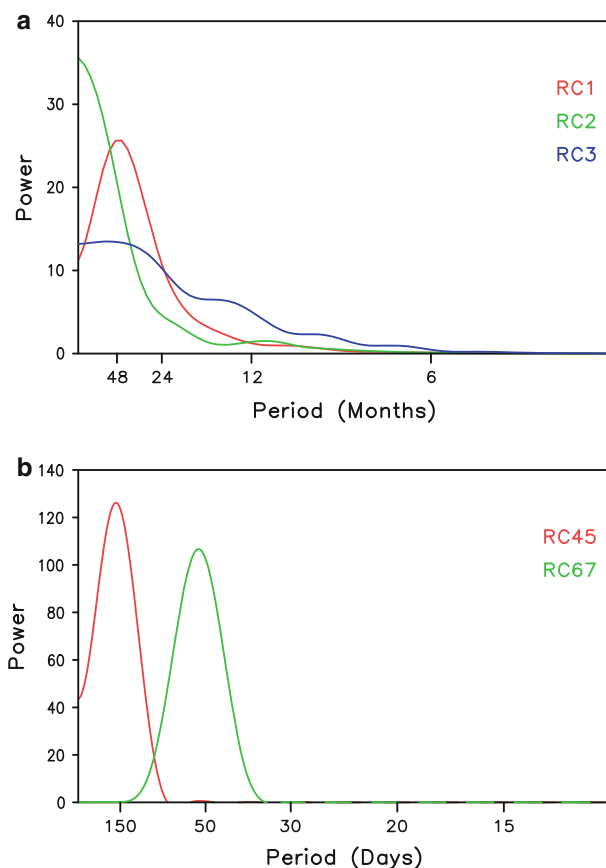 a
40
30
20
10
0
Power
RC1
RC2
RC3
48 24 12 6
Period (Months)
b
140
120
100
80
60
40
20
0
Power
RC45
RC67
150 50 30 20 15
Period (Days)